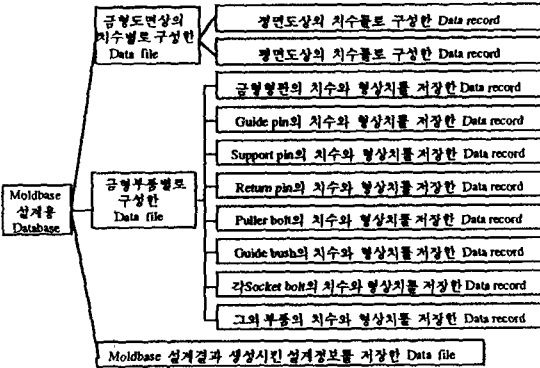 금형도면상의
치수별로 구성한
Data file
정면도상의 치수들로 구성한 Data record
평면도상의 치수들로 구성한 Data record
금형형판의 치수와 형상치를 저장한 Data record
Guide pin의 치수와 형상치를 저장한 Data record
Support pin의 치수와 형상치를 저장한 Data record
Moldbase
설계용
Database
금형부품별로
구성한
Data file
Return pin의 치수와 형상치를 저장한 Data record
Puller bolt의 치수와 형상치를 저장한 Data record
Guide bush의 치수와 형상치를 저장한 Data record
각Socket bolt의 치수와 형상치를 저장한 Data record
그외 부품의 치수와 형상치를 저장한 Data record
Moldbase 설계결과 생성시킨 설계정보를 저장한 Data file